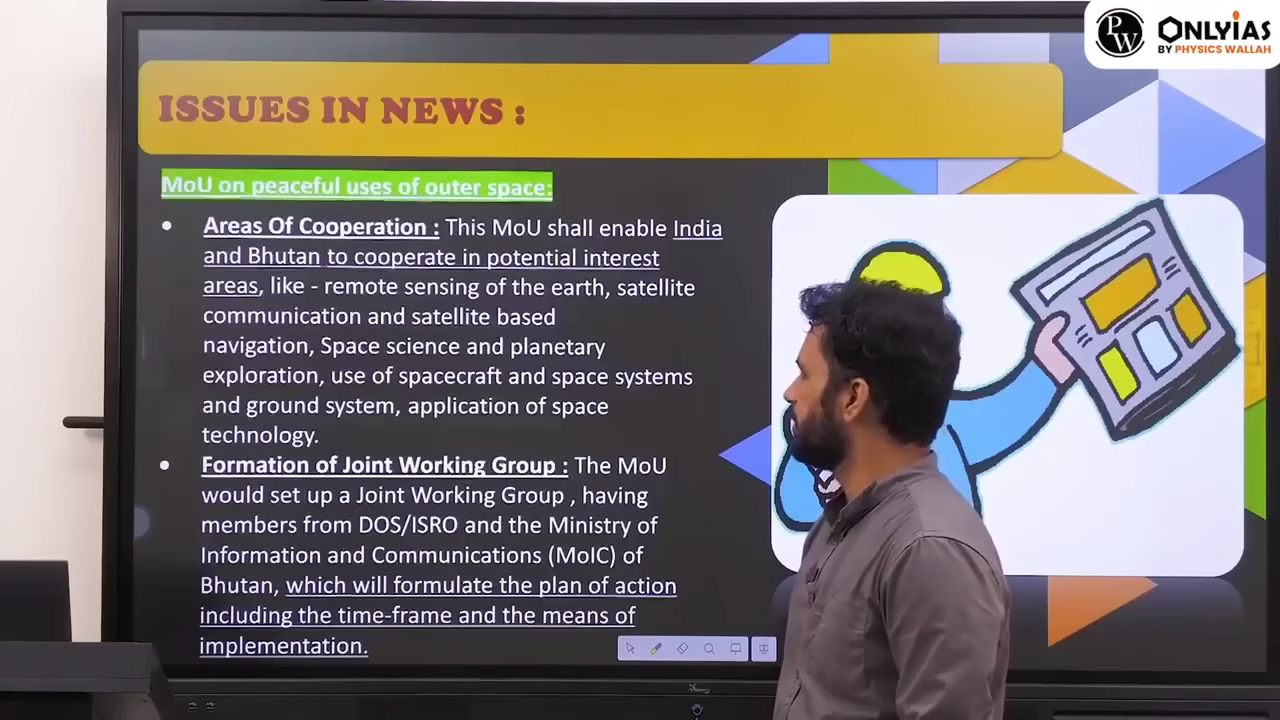 PW ONLYIAS
BY PHYSICS WALLAH
ISSUES IN NEWS :
MoU on peaceful uses of outer space:
• Areas Of Cooperation : This MoU shall enable India
and Bhutan to cooperate in potential interest
areas, like - remote sensing of the earth, satellite
communication and satellite based
navigation, Space science and planetary
exploration, use of spacecraft and space systems
and ground system, application of space
technology.
• Formation of Joint Working Group : The MoU
would set up a Joint Working Group , having
members from DOS/ISRO and the Ministry of
Information and Communications (MoIC) of
Bhutan, which will formulate the plan of action
including the time-frame and the means of
implementation.